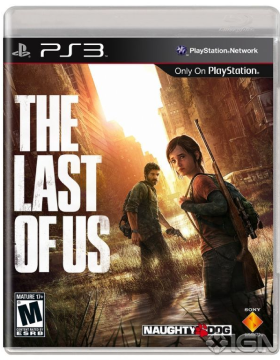 PS3
PlayStation®Network
Only On PlayStation®
THE
LAST
OF US
MATURE 17+
M
ESRB
NAUGHTY DOG
SONY
IGN